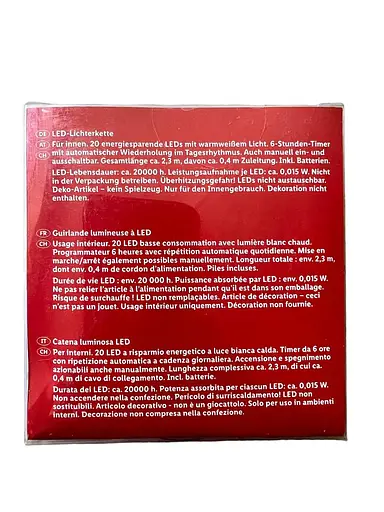 DE LED-Lichterkette
AT Für innen. 20 energiesparende LEDs mit warmweißem Licht. 6-Stunden-Timer
CH mit automatischer Wiederholung im Tagesrhythmus. Auch manuell ein- und
ausschaltbar. Gesamtlänge ca. 2,3 m, davon ca. 0,4 m Zuleitung. Inkl. Batterien.
LED-Lebensdauer: ca. 20000 h. Leistungsaufnahme je LED: ca. 0,015 W. Nicht
in der Verpackung betreiben. Überhitzungsgefahr! LEDs nicht austauschbar.
Deko-Artikel – kein Spielzeug. Nur für den Innengebrauch. Dekoration nicht
enthalten.
FR Guirlande lumineuse à LED
CH Usage intérieur. 20 LED basse consommation avec lumière blanc chaud.
Programmateur 6 heures avec répétition automatique quotidienne. Mise en
marche/arrêt également possibles manuellement. Longueur totale : env. 2,3 m,
dont env. 0,4 m de cordon d'alimentation. Piles incluses.
Durée de vie LED : env. 20 000 h. Puissance absorbée par LED : env. 0,015 W.
Ne pas relier l'article à l'alimentation pendant qu'il est dans son emballage.
Risque de surchauffe ! LED non remplaçables. Article de décoration – ceci
n'est pas un jouet. Usage intérieur uniquement. Décoration non fournie.
IT Catena luminosa LED
CH Per interni. 20 LED a risparmio energetico a luce bianca calda. Timer da 6 ore
con ripetizione automatica a cadenza giornaliera. Accensione e spegnimento
azionabili anche manualmente. Lunghezza complessiva ca. 2,3 m, di cui ca.
0,4 m di cavo di collegamento. Incl. batterie.
Durata del LED: ca. 20000 h. Potenza assorbita per ciascun LED: ca. 0,015 W.
Non accendere nella confezione. Pericolo di surriscaldamento! LED non
sostituibili. Articolo decorativo - non è un giocattolo. Solo per uso in ambienti
interni. Decorazione non compresa nella confezione.